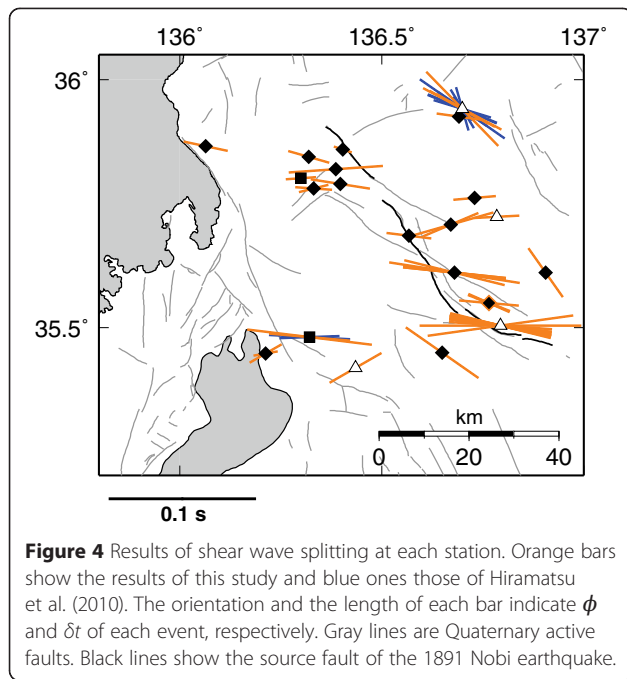 136° 136.5° 137°
36°
35.5°
km
0 20 40
0.1 s
Figure 4 Results of shear wave splitting at each station. Orange bars
show the results of this study and blue ones those of Hiramatsu
et al. (2010). The orientation and the length of each bar indicate ϕ
and δt of each event, respectively. Gray lines are Quaternary active
faults. Black lines show the source fault of the 1891 Nobi earthquake.